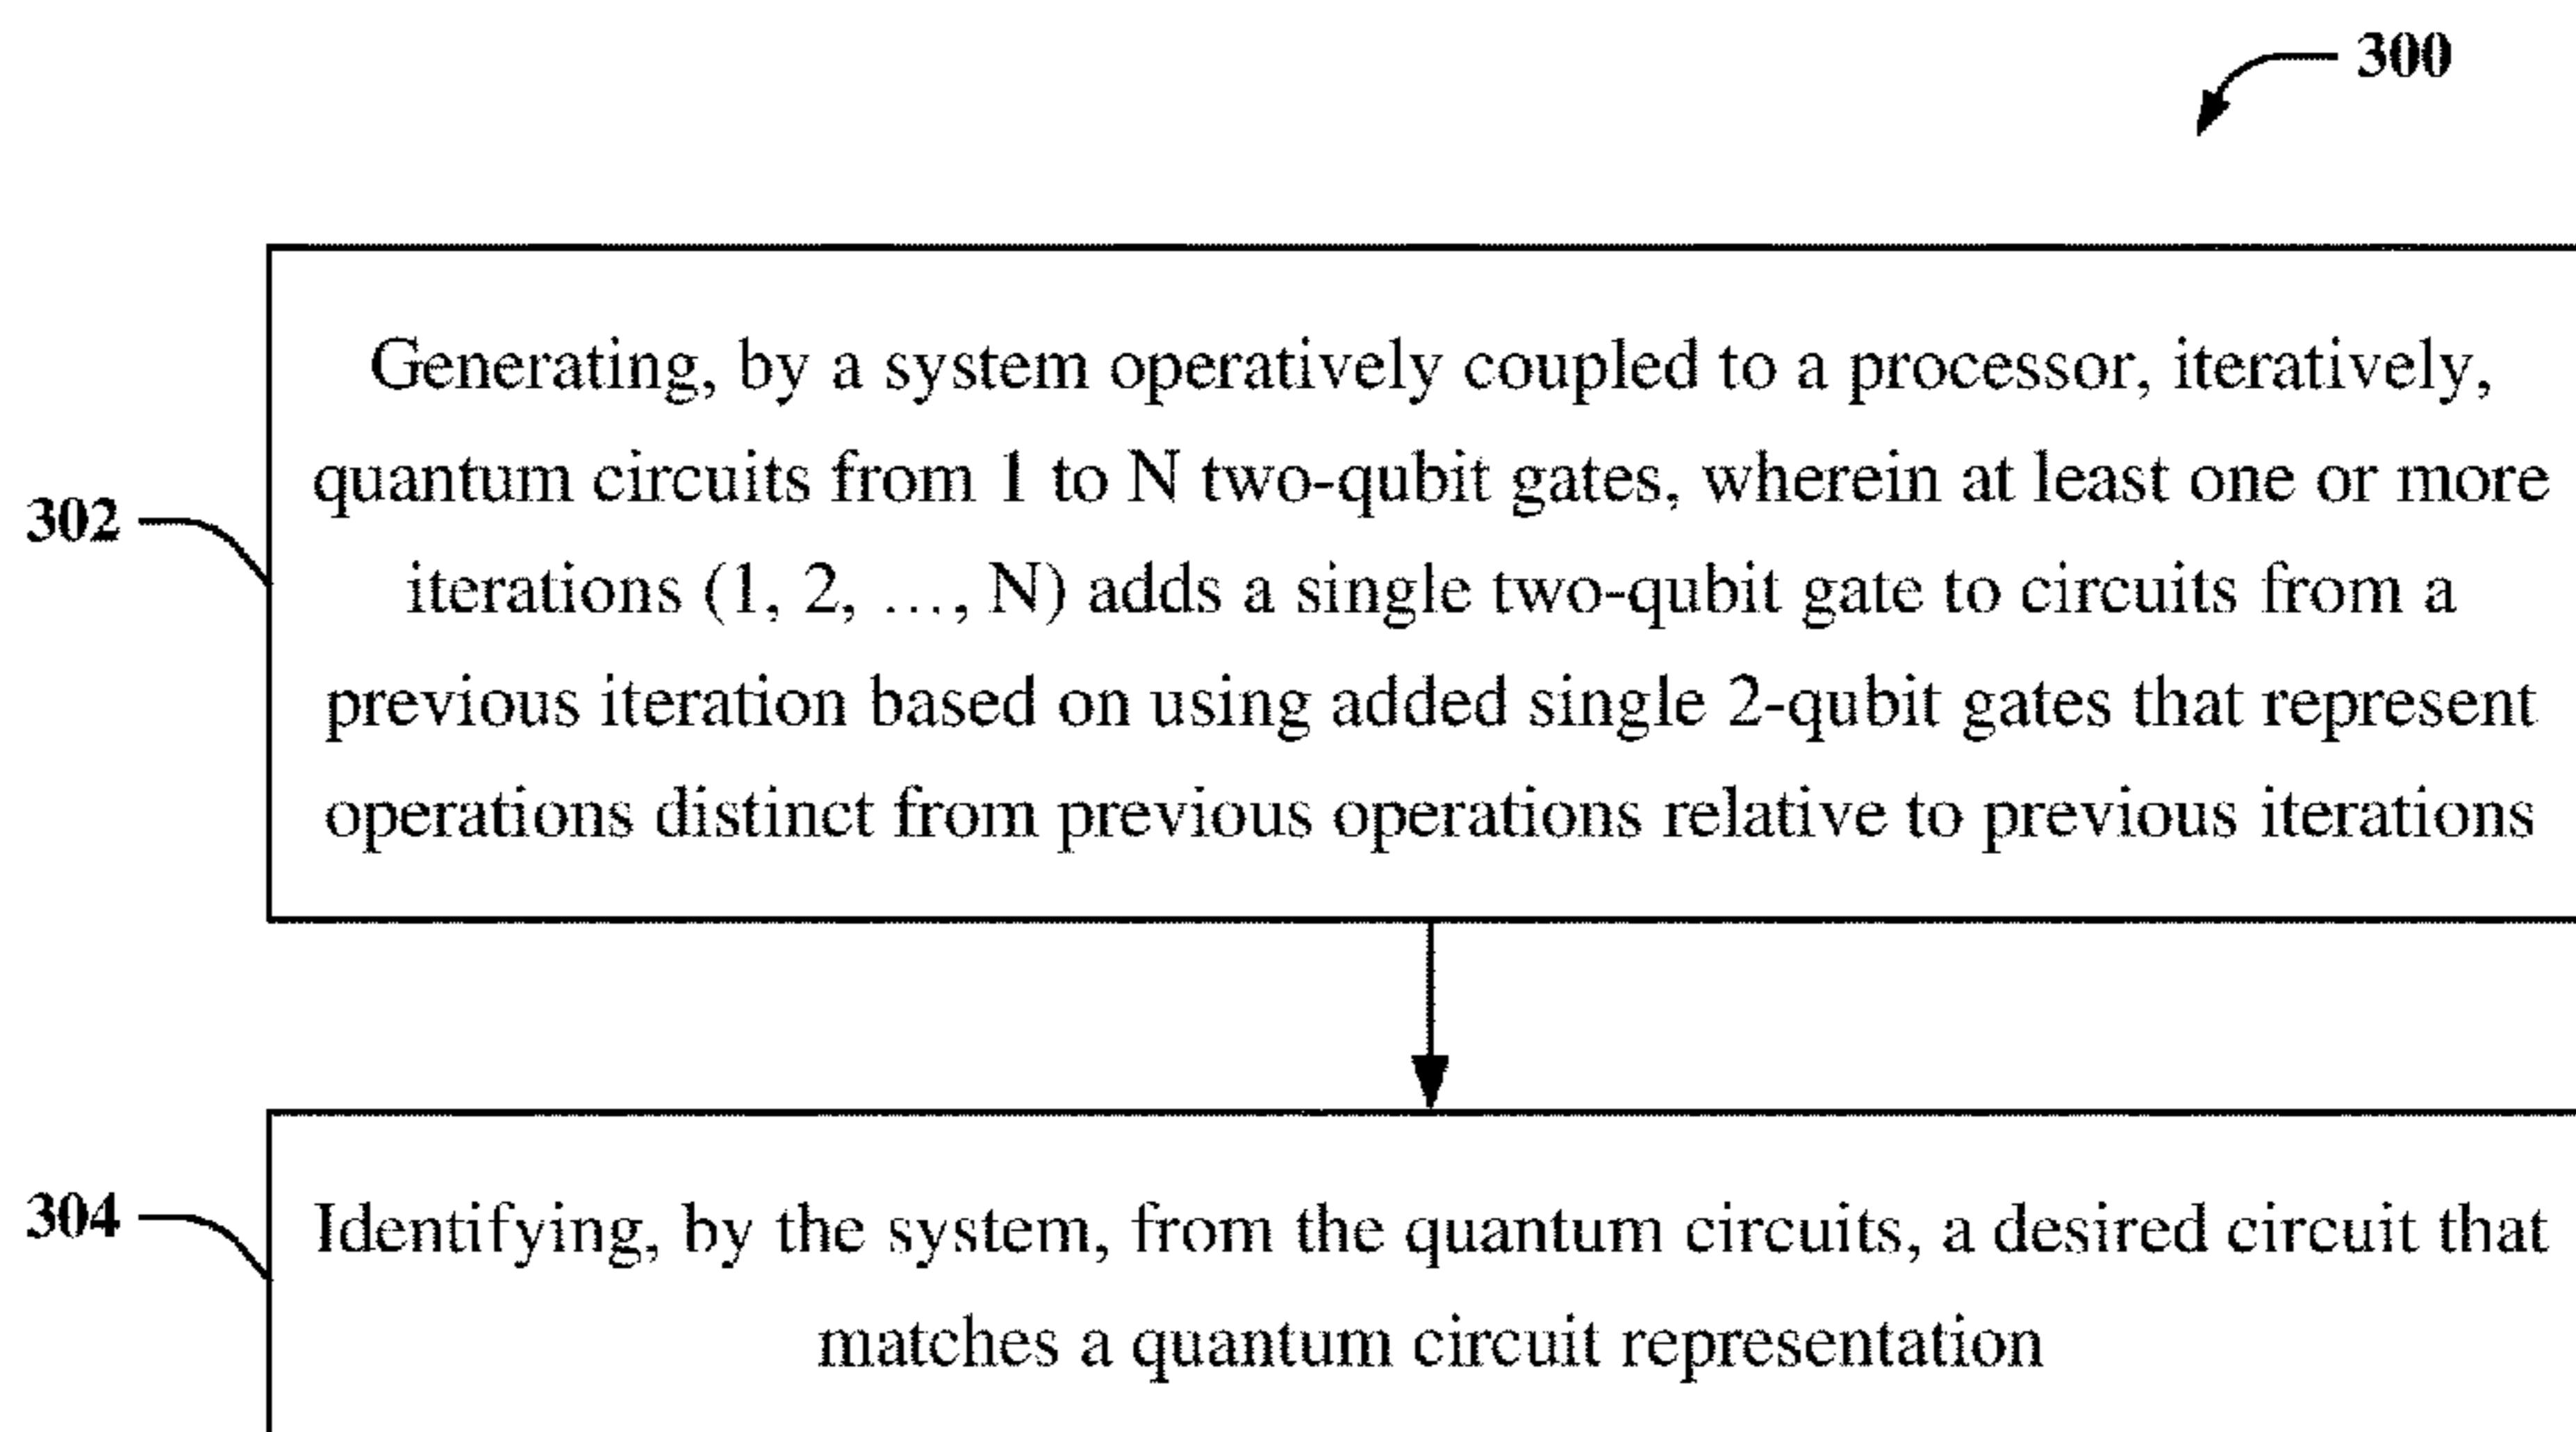 300
Generating, by a system operatively coupled to a processor, iteratively,
quantum circuits from 1 to N two-qubit gates, wherein at least one or more
302
iterations (1, 2, ..., N) adds a single two-qubit gate to circuits from a
previous iteration based on using added single 2-qubit gates that represent
operations distinct from previous operations relative to previous iterations
304
Identifying, by the system, from the quantum circuits, a desired circuit that
matches a quantum circuit representation